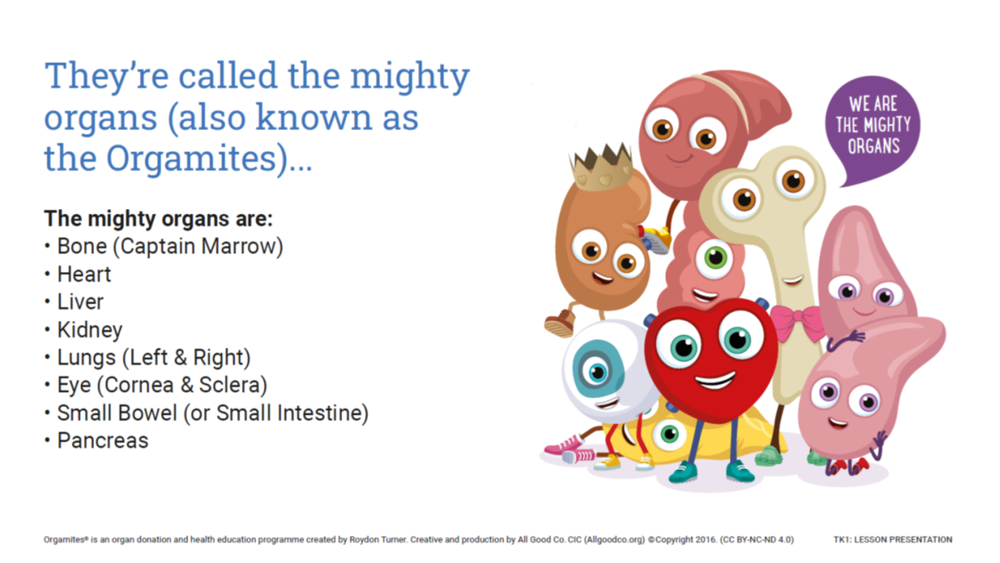 They're called the mighty
organs (also known as
the Orgamites)...
The mighty organs are:
• Bone (Captain Marrow)
• Heart
• Liver
• Kidney
• Lungs (Left & Right)
• Eye (Cornea & Sclera)
• Small Bowel (or Small Intestine)
• Pancreas
WE ARE
THE MIGHTY
ORGANS
Orgamites® is an organ donation and health education programme created by Roydon Turner. Creative and production by All Good Co. CIC (Allgoodco.org) ©Copyright 2016. (CC BY-NC-ND 4.0)
TK1: LESSON PRESENTATION